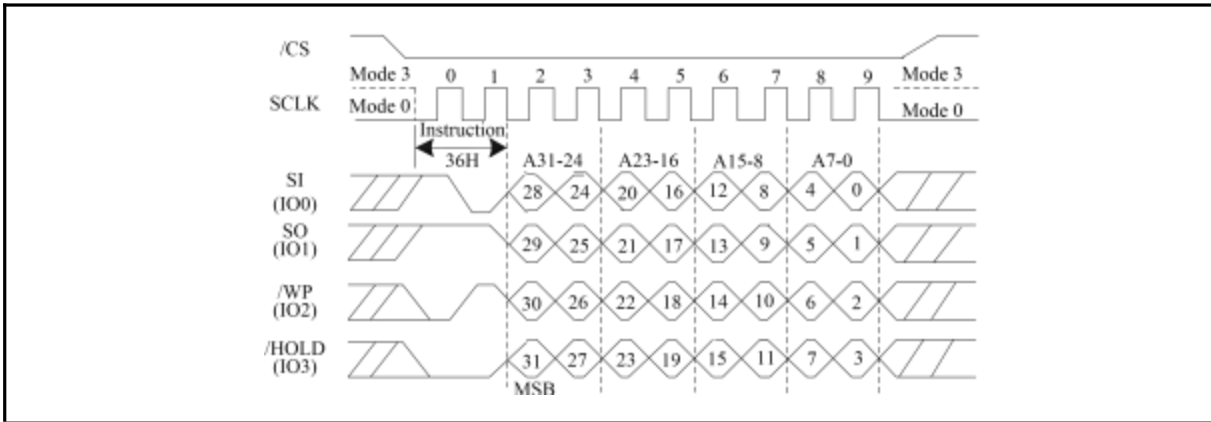 /CS
Mode 3 0 1 2 3 4 5 6 7 8 9 Mode 3
SCLK Mode 0 Mode 0
Instruction
36H A31-24 A23-16 A15-8 A7-0
SI
(IO0) 28 24 20 16 12 8 4 0
SO
(IO1) 29 25 21 17 13 9 5 1
/WP
(IO2) 30 26 22 18 14 10 6 2
/HOLD
(IO3) 31 27 23 19 15 11 7 3
MSB